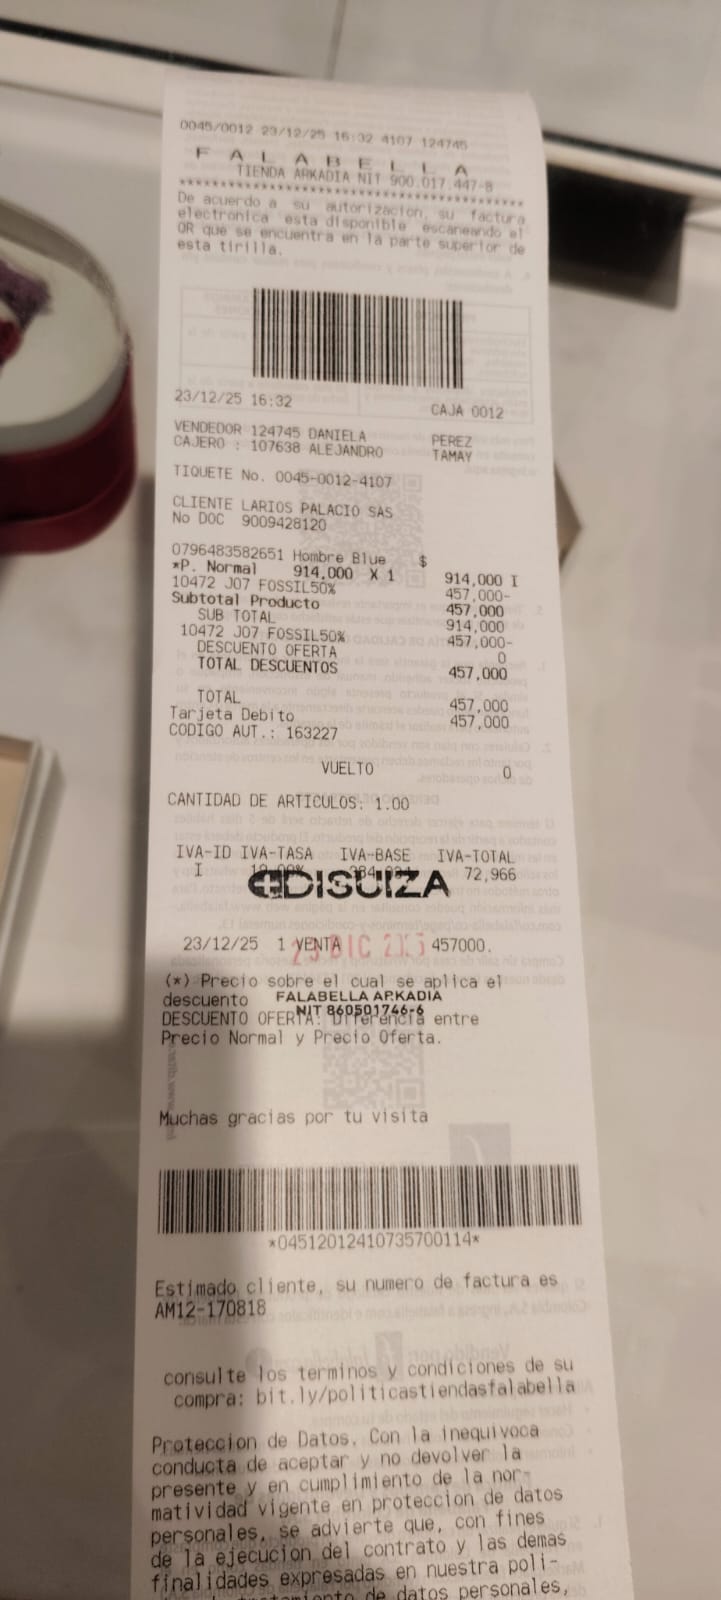 0045/0012 23/12/25 16:32 4107 124745
F A L A B E L L A
TIENDA ARKADIA NIT 900.017.447-8
****************************************
De acuerdo a su autorizacion, su factura
electronica esta disponible escaneando el
QR que se encuentra en la parte superior de
esta tirilla.
23/12/25 16:32 CAJA 0012
VENDEDOR 124745 DANIELA PEREZ
CAJERO : 107638 ALEJANDRO TAMAY
TIQUETE No. 0045-0012-4107
CLIENTE LARIOS PALACIO SAS
No DOC 9009428120
0796483582651 Hombre Blue $
*P. Normal 914,000 X 1 914,000 I
10472 J07 FOSSIL50% 457,000-
Subtotal Producto 457,000
SUB TOTAL 914,000
10472 J07 FOSSIL50% 457,000-
DESCUENTO OFERTA 0
TOTAL DESCUENTOS 457,000
TOTAL 457,000
Tarjeta Debito 457,000
CODIGO AUT.: 163227
VUELTO 0
CANTIDAD DE ARTICULOS: 1.00
IVA-ID IVA-TASA IVA-BASE IVA-TOTAL
I 72,966
DISUIZA
23/12/25 1 VENTA 457000.
23 DIC
(*) Precio sobre el cual se aplica el
descuento
FALABELLA ARKADIA
NIT 860501746-6
DESCUENTO OFERTA: Diferencia entre
Precio Normal y Precio Oferta.
Muchas gracias por tu visita
*04512012410735700114*
Estimado cliente, su numero de factura es
AM12-170818
consulte los terminos y condiciones de su
compra: bit.ly/politicastiendasfalabella
Proteccion de Datos. Con la inequivoca
conducta de aceptar y no devolver la
presente y en cumplimiento de la nor-
matividad vigente en proteccion de datos
personales, se advierte que, con fines
de la ejecucion del contrato y las demas
finalidades expresadas en nuestra poli-
de datos personales,